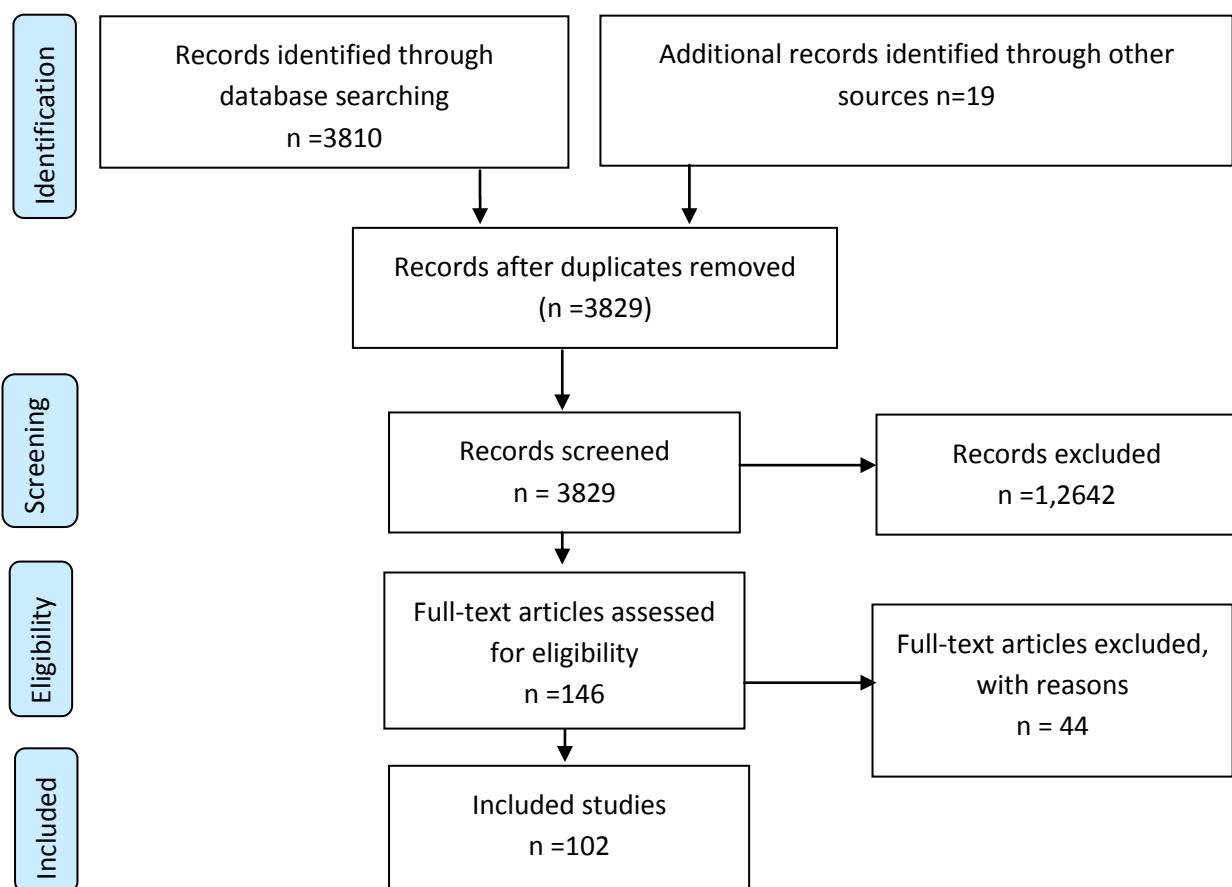 Identification
Records identified through
database searching
n =3810
Additional records identified through other
sources n=19
Records after duplicates removed
(n =3829)
Screening
Records screened
n = 3829
Records excluded
n =1,2642
Eligibility
Full-text articles assessed
for eligibility
n =146
Full-text articles excluded,
with reasons
n = 44
Included
Included studies
n =102